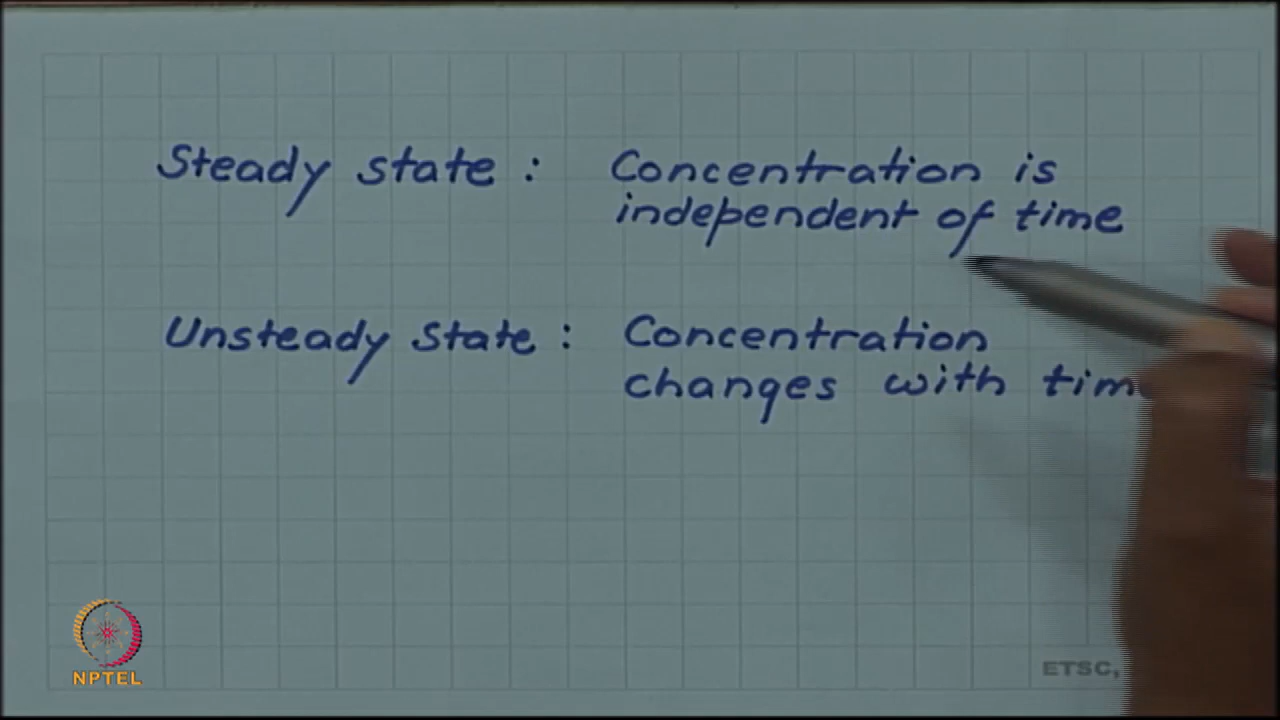 Steady state : Concentration is
independent of time
Unsteady state : Concentration
changes with
NPTEL
ETSC,